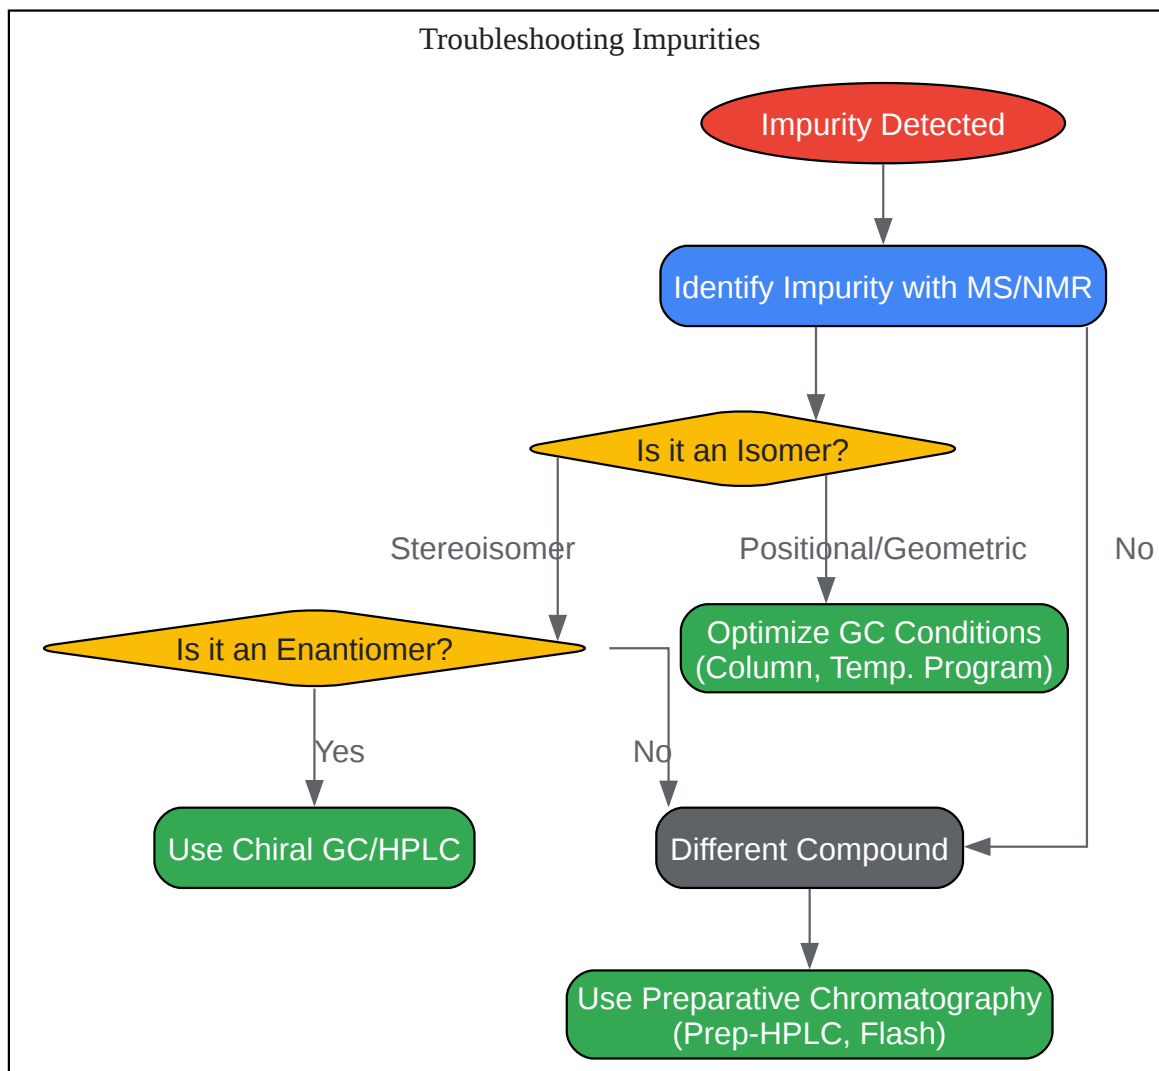 Troubleshooting Impurities
Impurity Detected
Identify Impurity with MS/NMR
Is it an Isomer?
Stereoisomer
Positional/Geometric
No
Is it an Enantiomer?
Optimize GC Conditions
(Column, Temp. Program)
Yes
No
Use Chiral GC/HPLC
Different Compound
Use Preparative Chromatography
(Prep-HPLC, Flash)